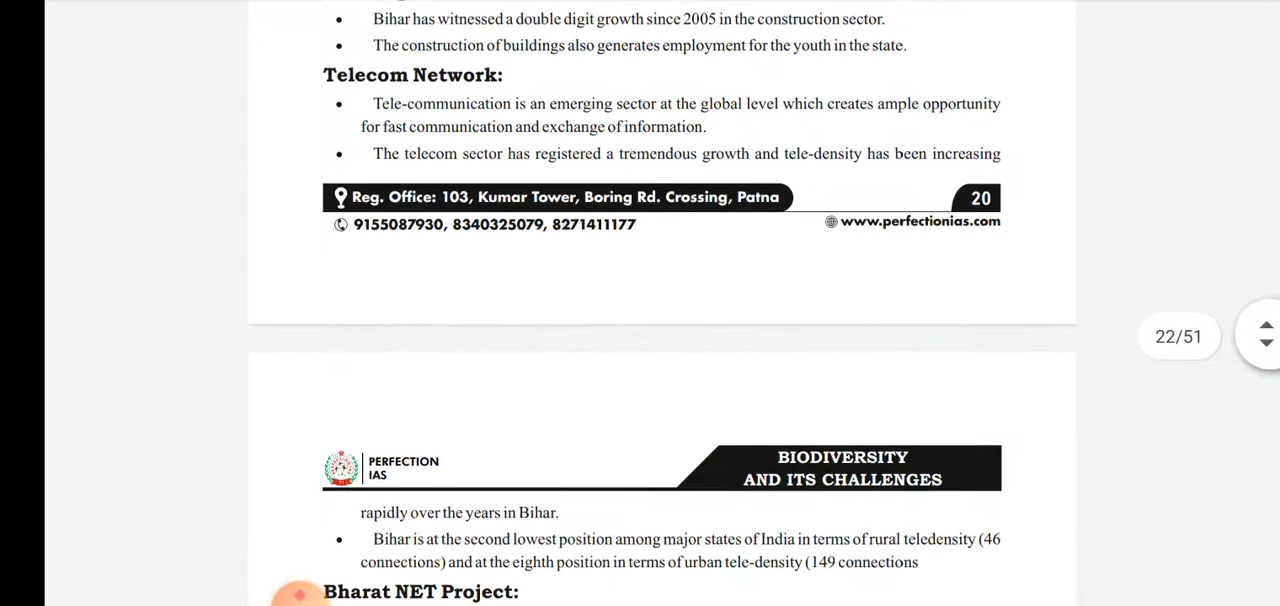 • Bihar has witnessed a double digit growth since 2005 in the construction sector.
• The construction of buildings also generates employment for the youth in the state.
Telecom Network:
• Tele-communication is an emerging sector at the global level which creates ample opportunity
for fast communication and exchange of information.
• The telecom sector has registered a tremendous growth and tele-density has been increasing
Reg. Office: 103, Kumar Tower, Boring Rd. Crossing, Patna
20
9155087930, 8340325079, 8271411177
www.perfectionias.com
22/51
PERFECTION
IAS
BIODIVERSITY
AND ITS CHALLENGES
rapidly over the years in Bihar.
• Bihar is at the second lowest position among major states of India in terms of rural teledensity (46
connections) and at the eighth position in terms of urban tele-density (149 connections
Bharat NET Project: